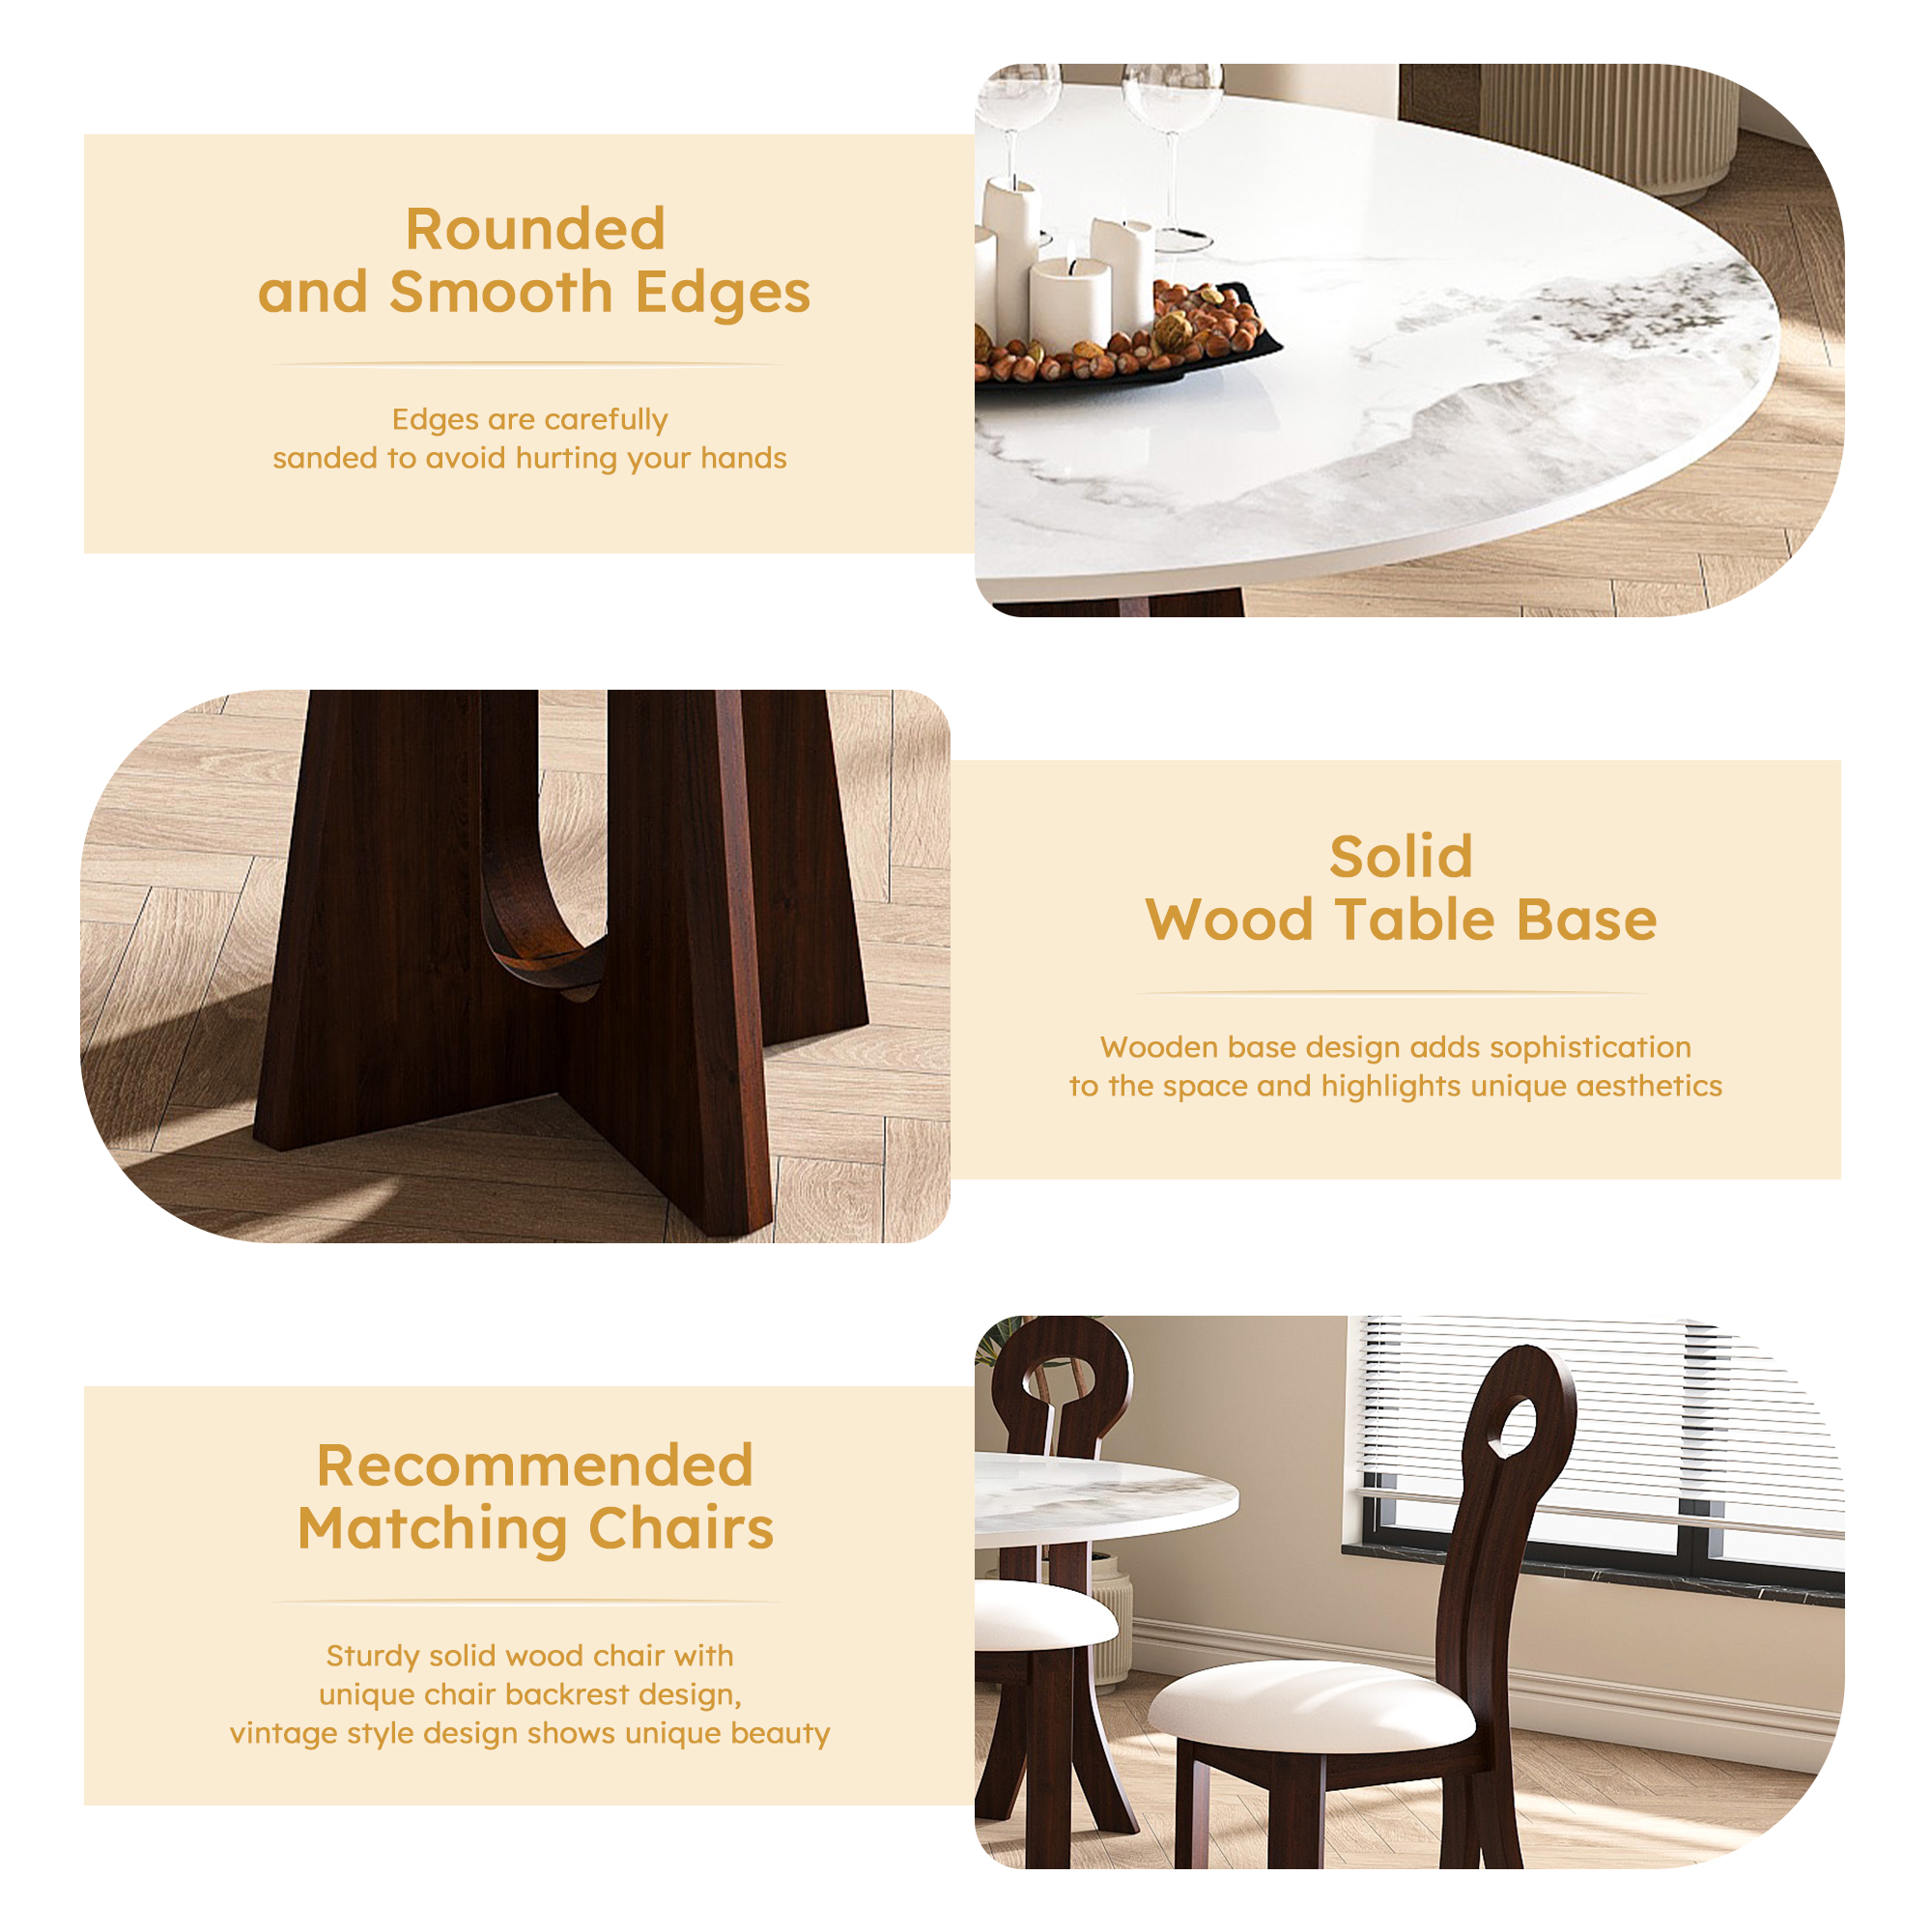 Rounded
and Smooth Edges
Edges are carefully
sanded to avoid hurting your hands
Solid
Wood Table Base
Wooden base design adds sophistication
to the space and highlights unique aesthetics
Recommended
Matching Chairs
Sturdy solid wood chair with
unique chair backrest design,
vintage style design shows unique beauty